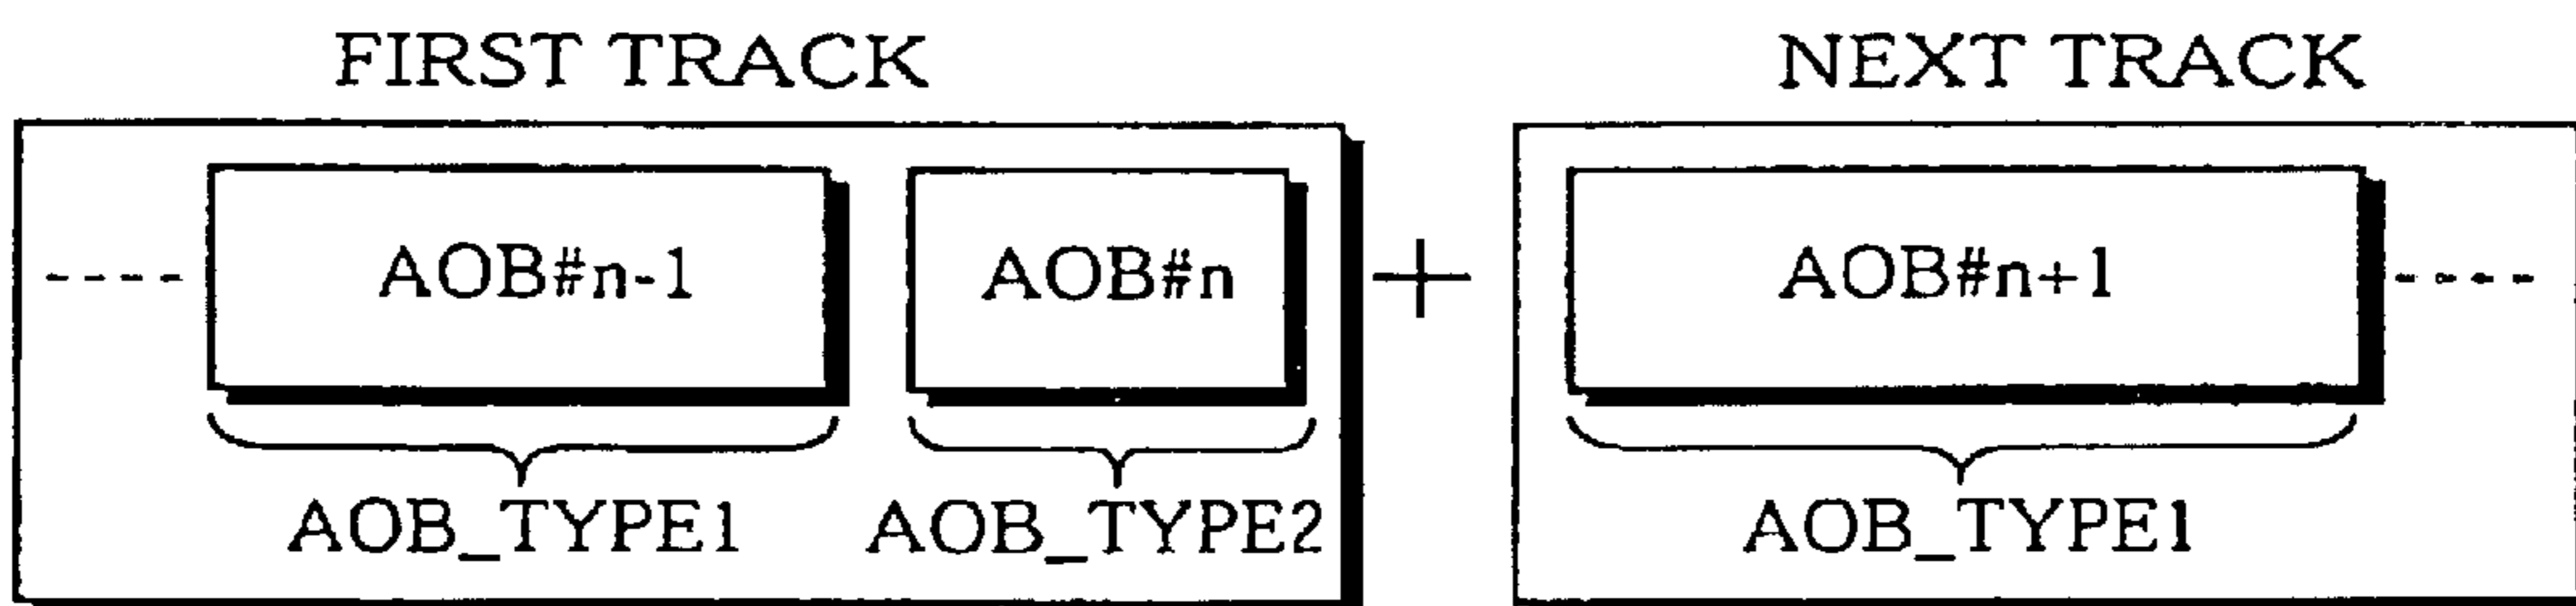 FIRST TRACK NEXT TRACK
AOB#n-1 AOB#n + AOB#n+1
AOB_TYPE1 AOB_TYPE2 AOB_TYPE1